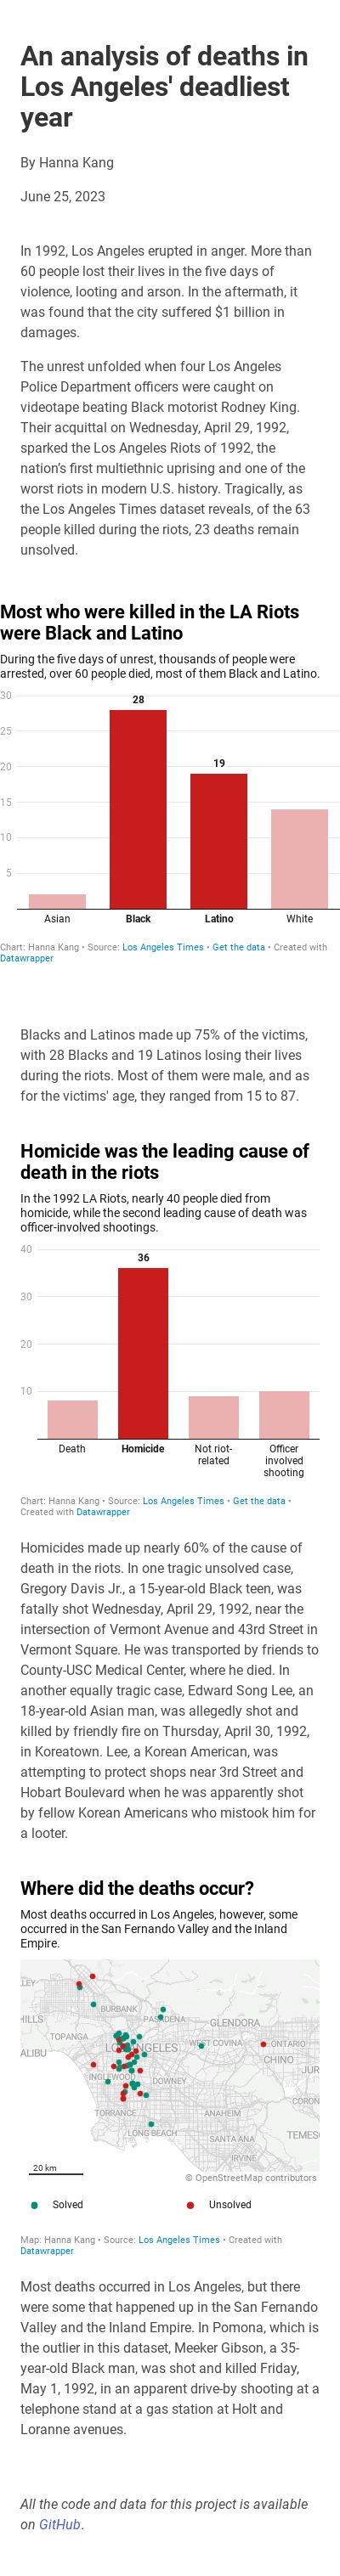 An analysis of deaths in
Los Angeles' deadliest
year
By Hanna Kang
June 25, 2023
In 1992, Los Angeles erupted in anger. More than
60 people lost their lives in the five days of
violence, looting and arson. In the aftermath, it
was found that the city suffered $1 billion in
damages.
The unrest unfolded when four Los Angeles
Police Department officers were caught on
videotape beating Black motorist Rodney King.
Their acquittal on Wednesday, April 29, 1992,
sparked the Los Angeles Riots of 1992, the
nation’s first multiethnic uprising and one of the
worst riots in modern U.S. history. Tragically, as
the Los Angeles Times dataset reveals, of the 63
people killed during the riots, 23 deaths remain
unsolved.
Most who were killed in the LA Riots
were Black and Latino
During the five days of unrest, thousands of people were
arrested, over 60 people died, most of them Black and Latino.
30
28
25
20
19
15
10
5
Asian Black Latino White
Chart: Hanna Kang • Source: Los Angeles Times • Get the data • Created with
Datawrapper
Blacks and Latinos made up 75% of the victims,
with 28 Blacks and 19 Latinos losing their lives
during the riots. Most of them were male, and as
for the victims' age, they ranged from 15 to 87.
Homicide was the leading cause of
death in the riots
In the 1992 LA Riots, nearly 40 people died from
homicide, while the second leading cause of death was
officer-involved shootings.
40
36
30
20
10
Death Homicide Not riot- Officer
related involved
shooting
Chart: Hanna Kang • Source: Los Angeles Times • Get the data •
Created with Datawrapper
Homicides made up nearly 60% of the cause of
death in the riots. In one tragic unsolved case,
Gregory Davis Jr., a 15-year-old Black teen, was
fatally shot Wednesday, April 29, 1992, near the
intersection of Vermont Avenue and 43rd Street in
Vermont Square. He was transported by friends to
County-USC Medical Center, where he died. In
another equally tragic case, Edward Song Lee, an
18-year-old Asian man, was allegedly shot and
killed by friendly fire on Thursday, April 30, 1992,
in Koreatown. Lee, a Korean American, was
attempting to protect shops near 3rd Street and
Hobart Boulevard when he was apparently shot
by fellow Korean Americans who mistook him for
a looter.
Where did the deaths occur?
Most deaths occurred in Los Angeles, however, some
occurred in the San Fernando Valley and the Inland
Empire.
LEY
BURBANK
HILLS
PASADENA
GLENDORA
TOPANGA
LOS ANGELES
WEST COVINA
ONTARIO
ALIBU
CHINO
JUR
INGLEWOOD
DOWNEY
CORON
TORRANCE
ANAHEIM
LONG BEACH
SANTA ANA
TEMES
IRVINE
20 km
© OpenStreetMap contributors
Solved Unsolved
Map: Hanna Kang • Source: Los Angeles Times • Created with
Datawrapper
Most deaths occurred in Los Angeles, but there
were some that happened up in the San Fernando
Valley and the Inland Empire. In Pomona, which is
the outlier in this dataset, Meeker Gibson, a 35-
year-old Black man, was shot and killed Friday,
May 1, 1992, in an apparent drive-by shooting at a
telephone stand at a gas station at Holt and
Loranne avenues.
All the code and data for this project is available
on GitHub.